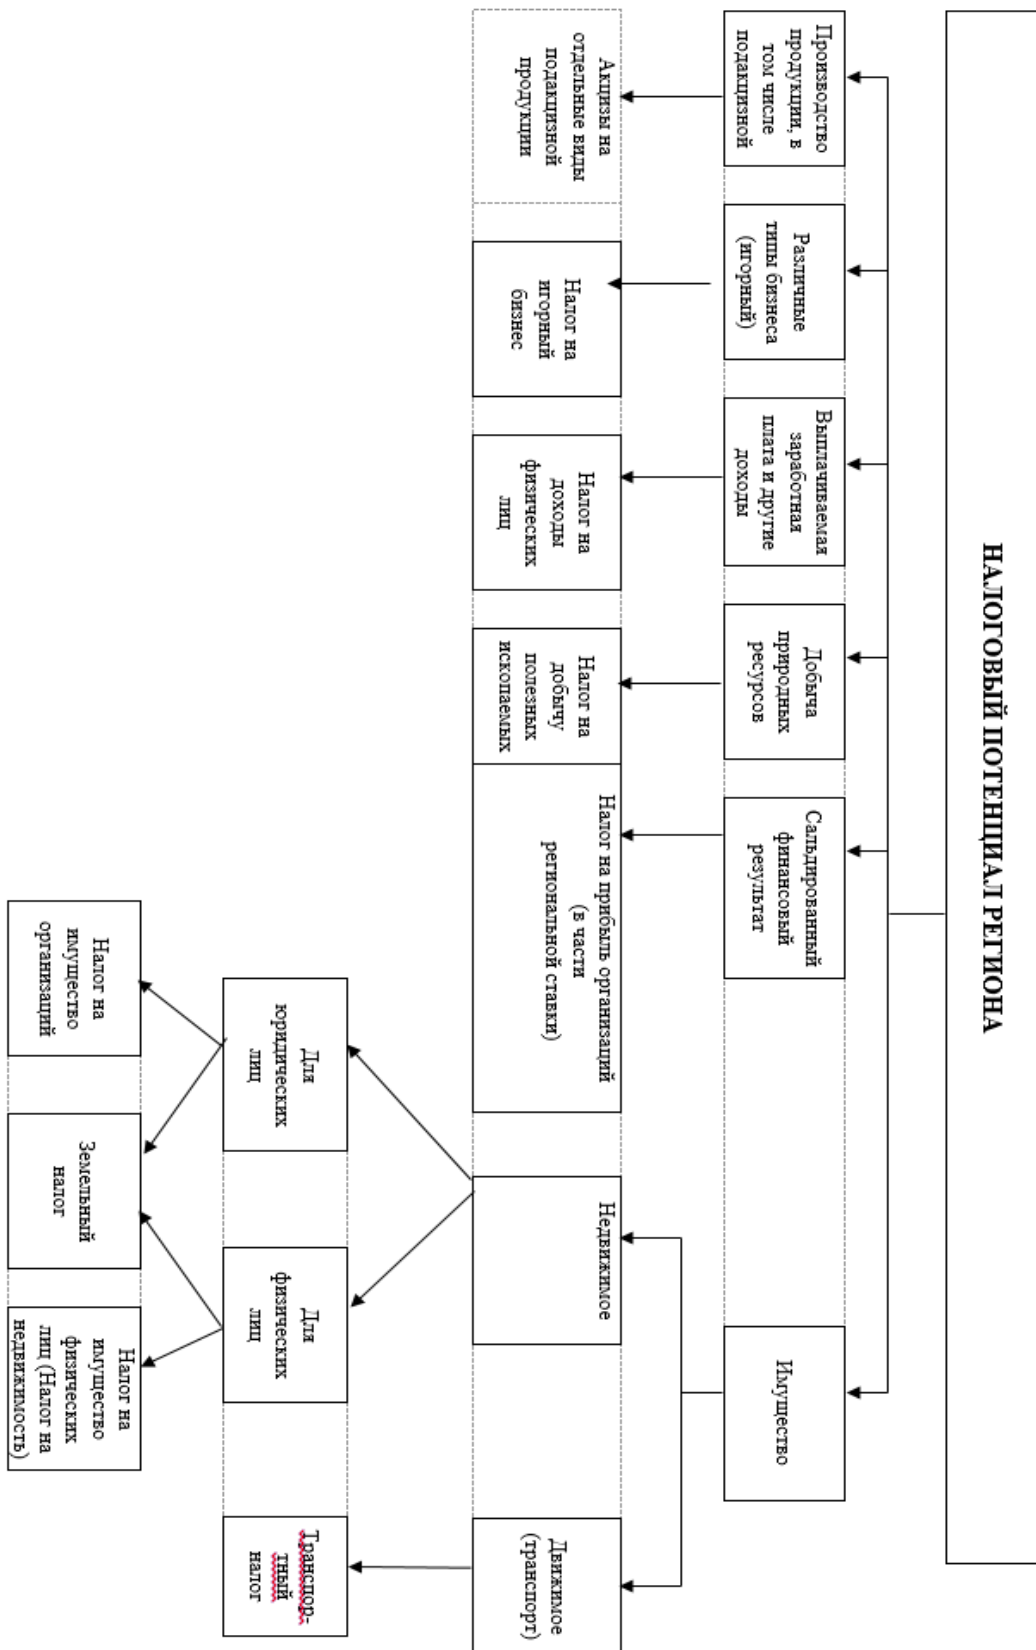 НАЛОГОВЫЙ ПОТЕНЦИАЛ РЕГИОНА
Производство
продукции, в
том числе
подакцизной
Различные
типы бизнеса
(игорный)
Выплачиваемая
заработная
плата и другие
доходы
Добыча
природных
ресурсов
Сальдированный
финансовый
результат
Имущество
Акцизы на
отдельные виды
подакцизной
продукции
Налог на
игорный
бизнес
Налог на
доходы
физических
лиц
Налог на
добычу
полезных
ископаемых
Налог на прибыль организаций
(в части
региональной ставки)
Недвижимое
Движимое
(транспорт)
Для
юридических
лиц
Для
физических
лиц
Транспор-
тный
налог
Налог на
имущество
организаций
Земельный
налог
Налог на
имущество
физических
лиц (Налог на
недвижимость)